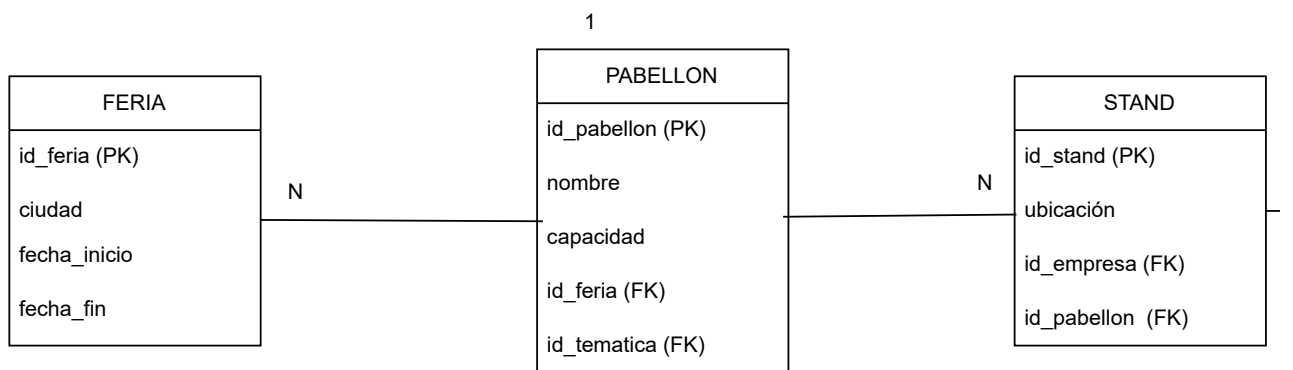 1
FERIA
id_feria (PK)
ciudad
fecha_inicio
fecha_fin
N
PABELLON
id_pabellon (PK)
nombre
capacidad
id_feria (FK)
id_tematica (FK)
N
STAND
id_stand (PK)
ubicación
id_empresa (FK)
id_pabellon (FK)